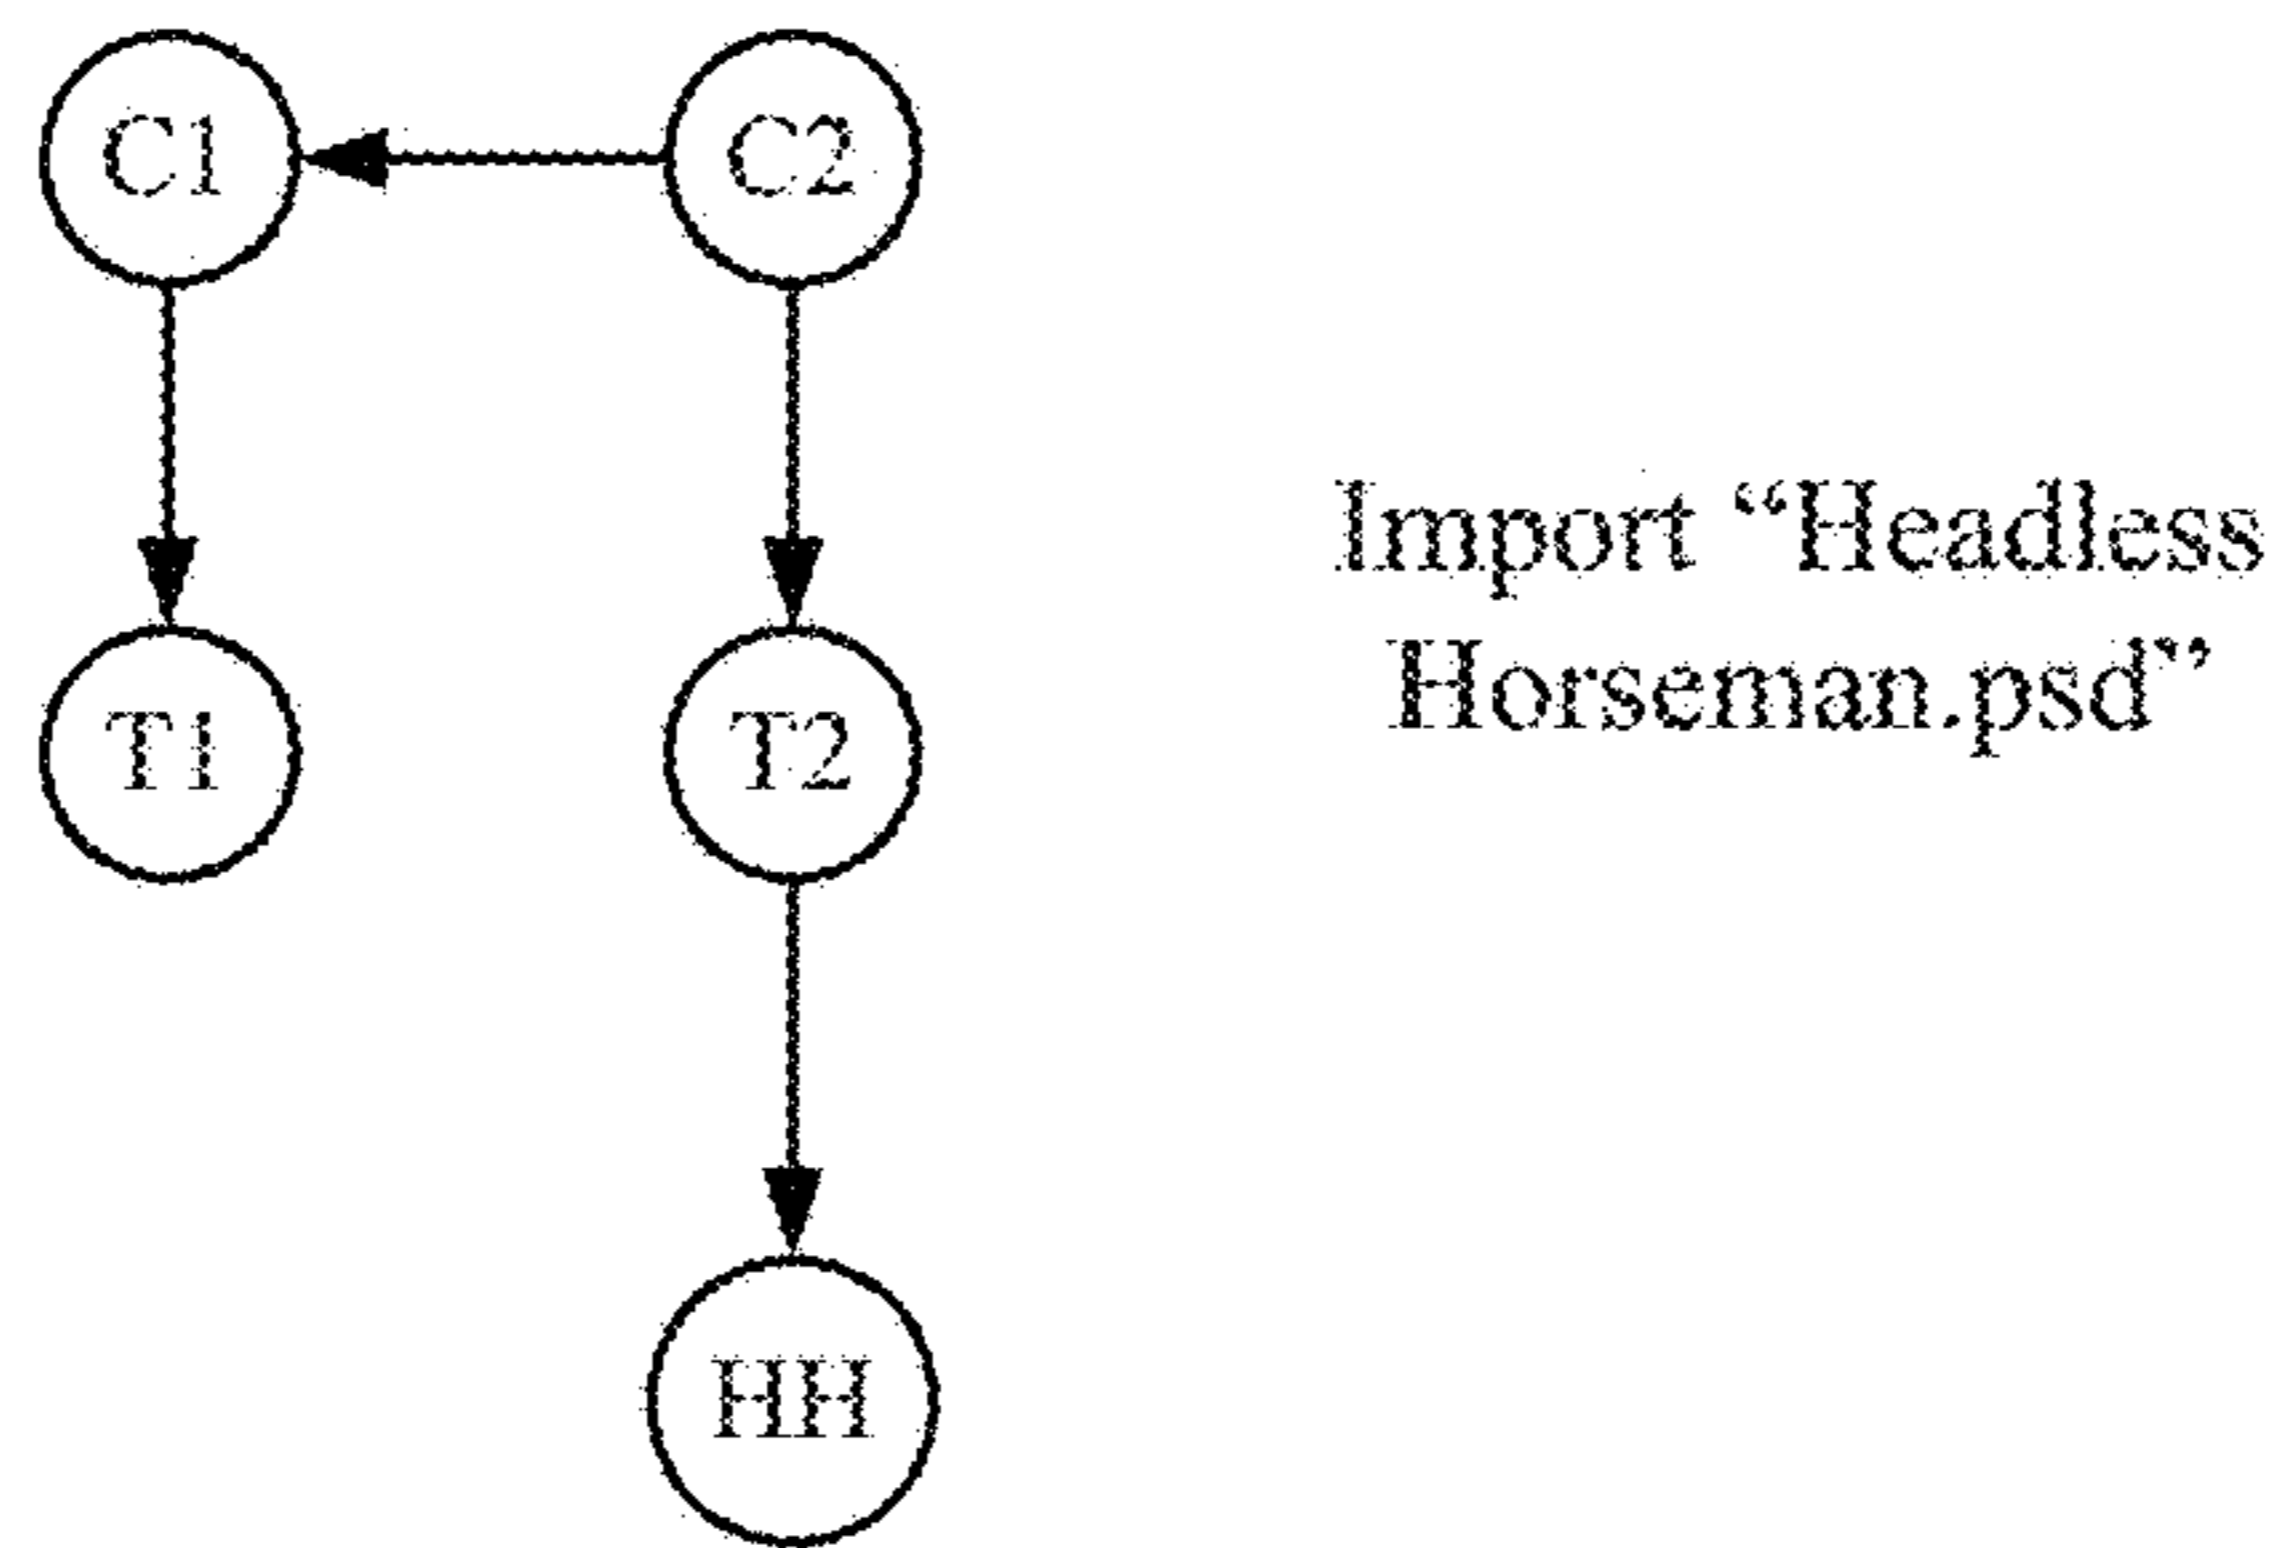 C1 C2
T1 T2
Import “Headless
Horseman.psd”
HH